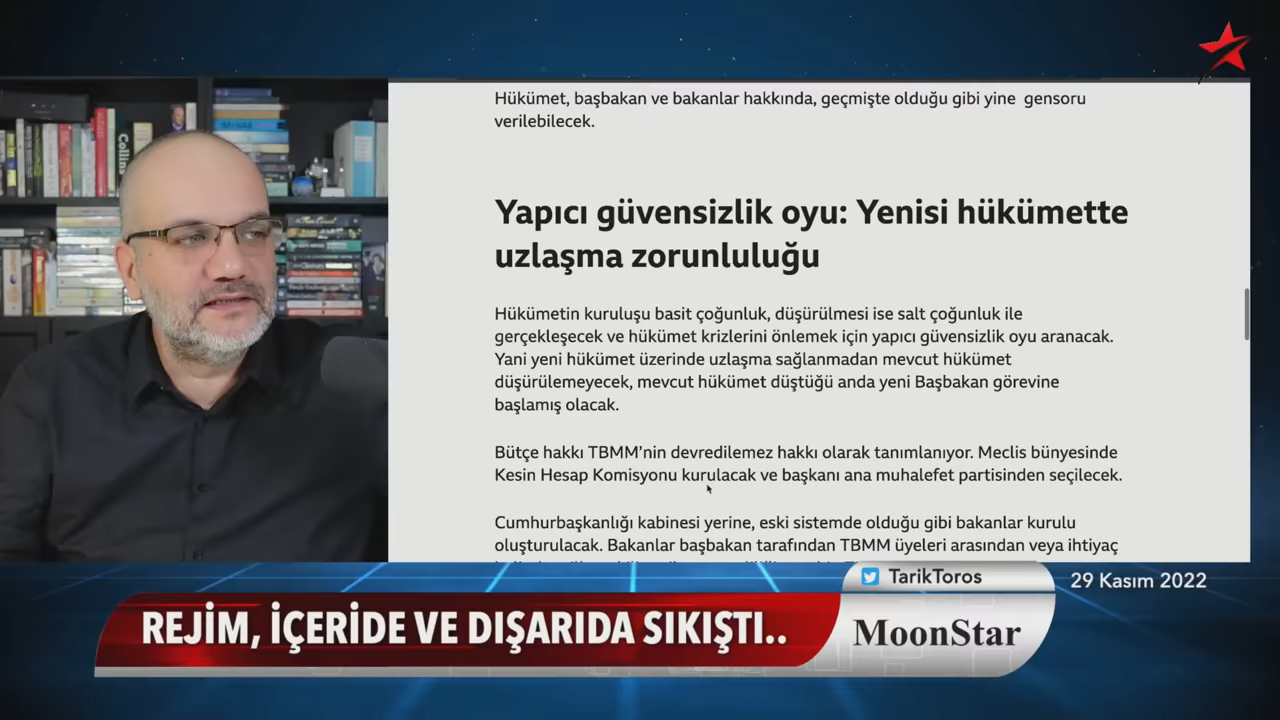 Hükümet, başbakan ve bakanlar hakkında, geçmişte olduğu gibi yine gensoru
verilebilecek.
Yapıcı güvensizlik oyu: Yenisi hükümette
uzlaşma zorunluluğu
Hükümetin kuruluşu basit çoğunluk, düşürülmesi ise salt çoğunluk ile
gerçekleşecek ve hükümet krizlerini önlemek için yapıcı güvensizlik oyu aranacak.
Yani yeni hükümet üzerinde uzlaşma sağlanmadan mevcut hükümet
düşürülemeyecek, mevcut hükümet düştüğü anda yeni Başbakan görevine
başlamış olacak.
Bütçe hakkı TBMM'nin devredilemez hakkı olarak tanımlanıyor. Meclis bünyesinde
Kesin Hesap Komisyonu kurulacak ve başkanı ana muhalefet partisinden seçilecek.
Cumhurbaşkanlığı kabinesi yerine, eski sistemde olduğu gibi bakanlar kurulu
oluşturulacak. Bakanlar başbakan tarafından TBMM üyeleri arasından veya ihtiyaç
TarikToros
29 Kasım 2022
REJİM, İÇERİDE VE DIŞARIDA SIKIŞTI..
MoonStar